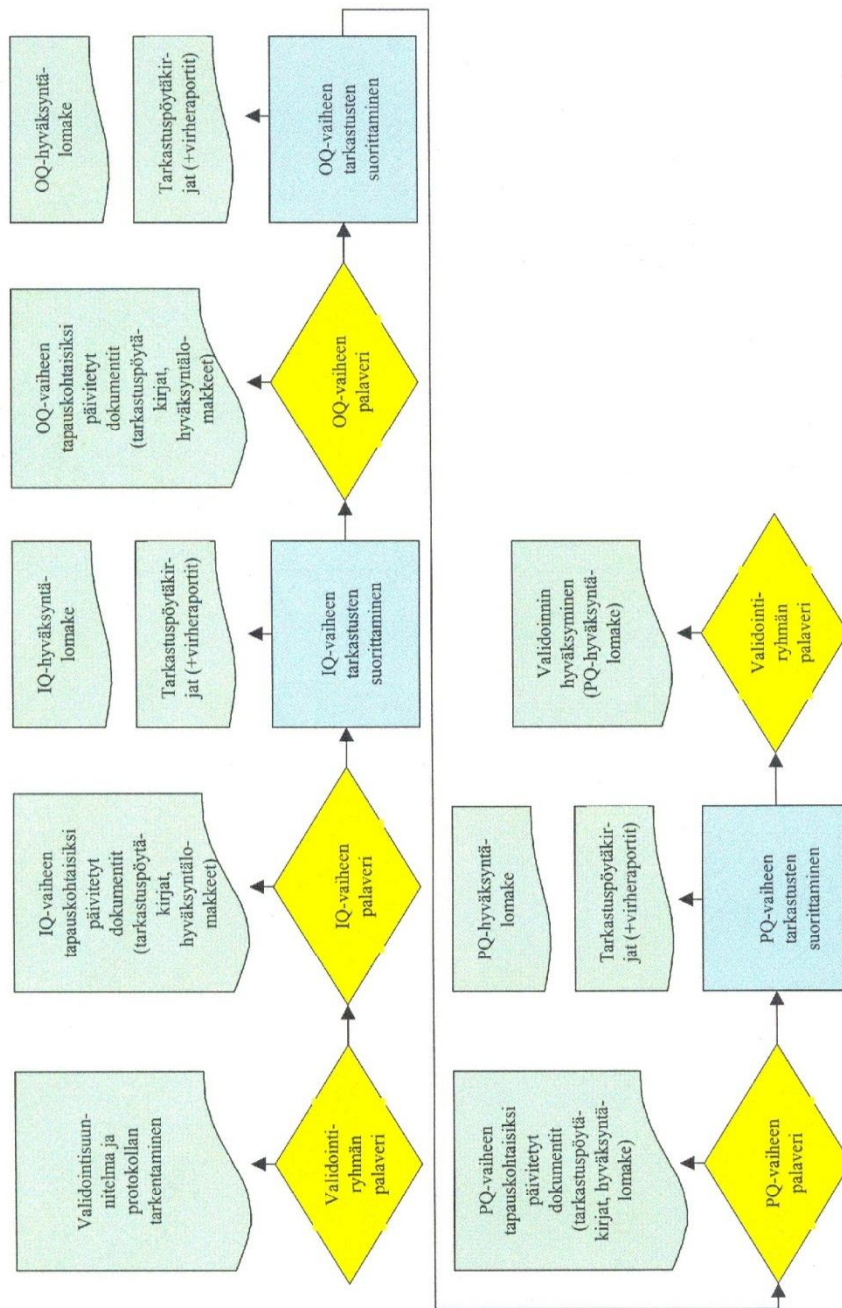 Validointisuun-
nitelma ja
protokollan
tarkentaminen
Validointi-
ryhmän
palaveri
IQ-vaiheen
tapauskohtaisiksi
päivitetyt
dokumentit
(tarkastuspöytä-
kirjat,
hyväksyntälo-
makkeet)
IQ-vaiheen
palaveri
IQ-hyväksyntä-
lomake
Tarkastuspöytäkir-
jat (+virheraportit)
IQ-vaiheen
tarkastusten
suorittaminen
OQ-vaiheen
tapauskohtaisiksi
päivitetyt
dokumentit
(tarkastuspöytä-
kirjat,
hyväksyntälo-
makkeet)
OQ-vaiheen
palaveri
OQ-hyväksyntä-
lomake
Tarkastuspöytäkir-
jat (+virheraportit)
OQ-vaiheen
tarkastusten
suorittaminen
PQ-vaiheen
tapauskohtaisiksi
päivitetyt
dokumentit
(tarkastuspöytä-
kirjat, hyväksyntä-
lomake)
PQ-vaiheen
palaveri
PQ-hyväksyntä-
lomake
Tarkastuspöytäkir-
jat (+virheraportit)
PQ-vaiheen
tarkastusten
suorittaminen
Validoinnin
hyväksyminen
(PQ-hyväksyntä-
lomake)
Validointi-
ryhmän
palaveri